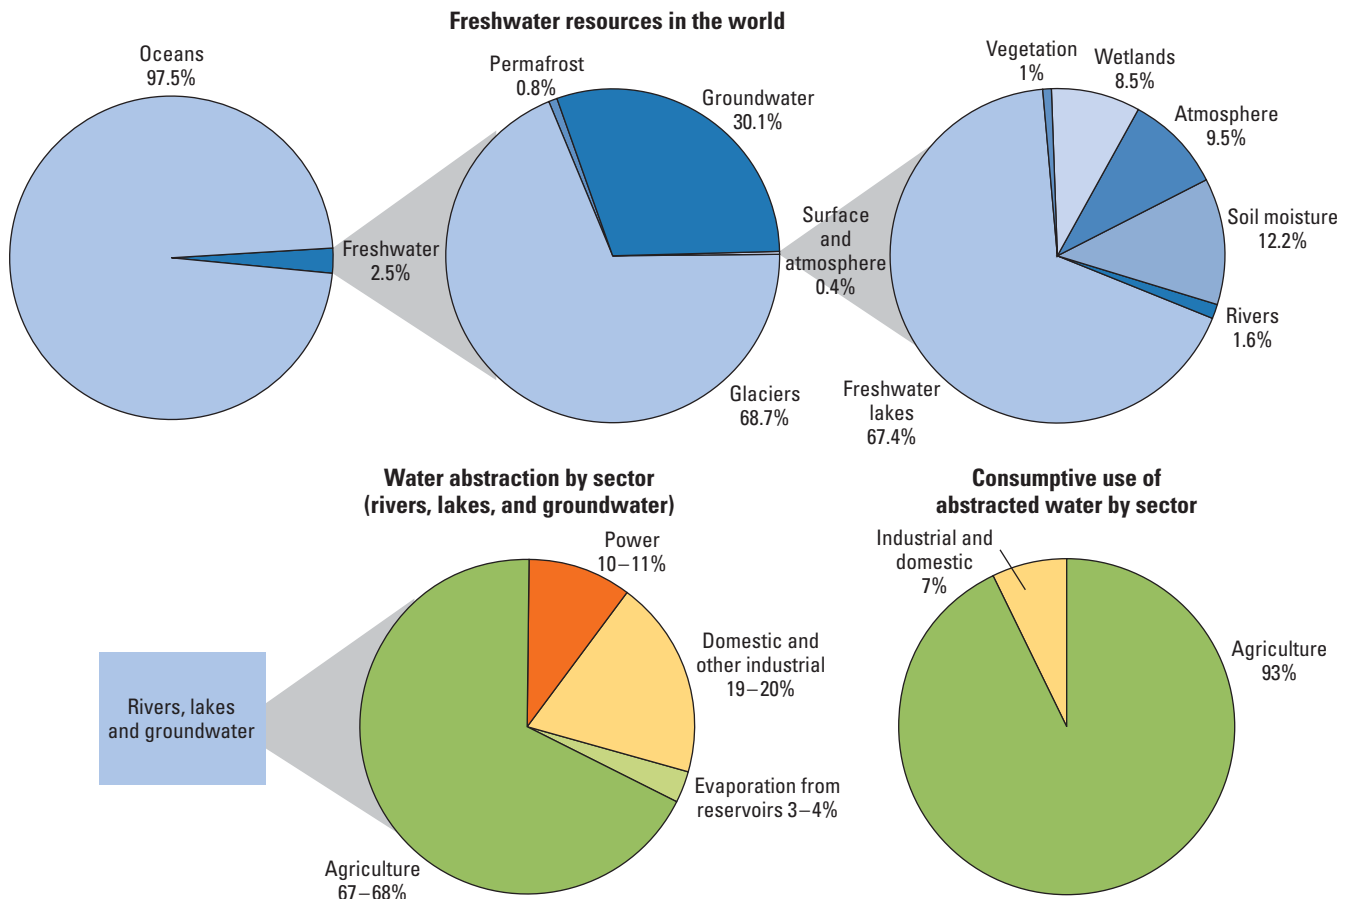 Freshwater resources in the world
Oceans
97.5%
Freshwater
2.5%
Permafrost
0.8%
Groundwater
30.1%
Surface
and
atmosphere
0.4%
Glaciers
68.7%
Vegetation
1%
Wetlands
8.5%
Atmosphere
9.5%
Soil moisture
12.2%
Rivers
1.6%
Freshwater
lakes
67.4%
Water abstraction by sector
(rivers, lakes, and groundwater)
Rivers, lakes
and groundwater
Power
10–11%
Domestic and
other industrial
19–20%
Evaporation from
reservoirs 3–4%
Agriculture
67–68%
Consumptive use of
abstracted water by sector
Industrial and
domestic
7%
Agriculture
93%